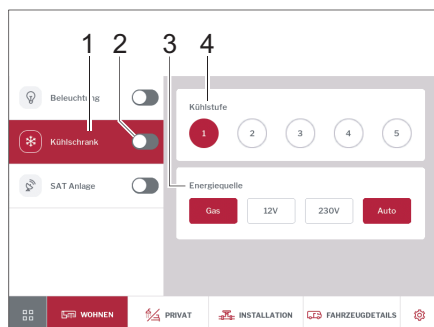 1 2 3 4
Beleuchtung
Kühlschrank
SAT Anlage
Kühlstufe
1 2 3 4 5
Energiequelle
Gas 12V 230V Auto
WOHNEN PRIVAT INSTALLATION FAHRZEUGDETAILS